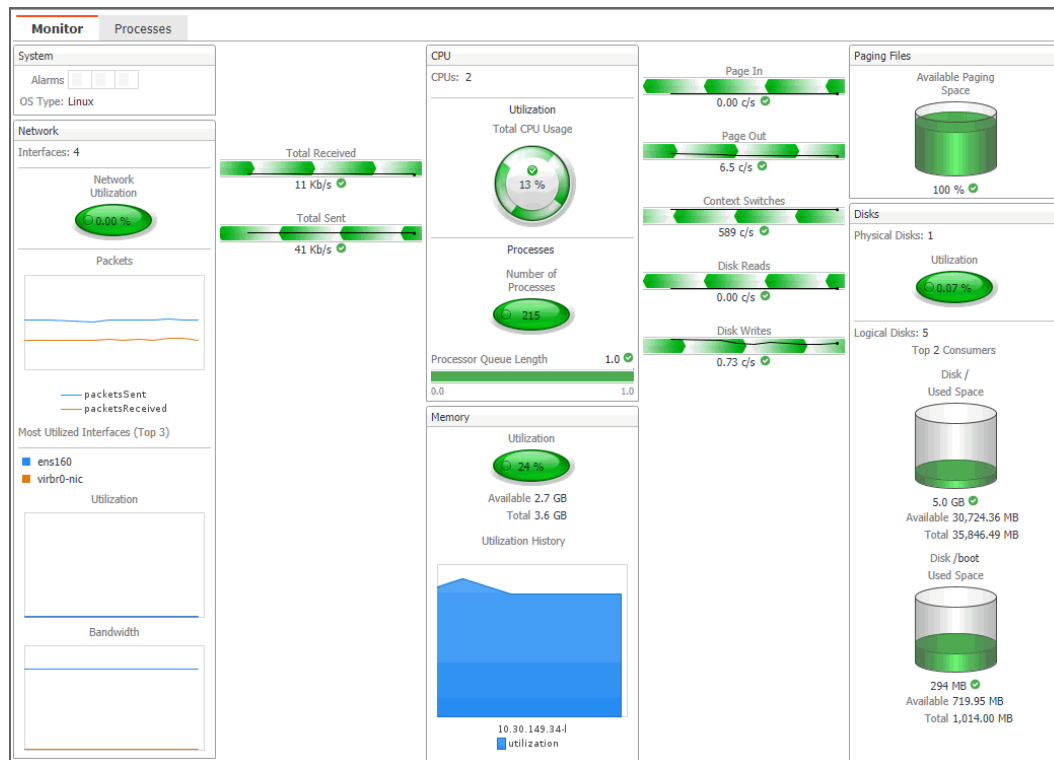 Monitor
Processes
System
Alarms
OS Type: Linux
Network
Interfaces: 4
Network
Utilization
0.00 %
Packets
packetsSent
packetsReceived
Most Utilized Interfaces (Top 3)
ens160
virbr0-nic
Utilization
Bandwidth
Total Received
11 Kb/s
Total Sent
41 Kb/s
CPU
CPUs: 2
Utilization
Total CPU Usage
13 %
Processes
Number of
Processes
215
Processor Queue Length 1.0
0.0 1.0
Memory
Utilization
24 %
Available 2.7 GB
Total 3.6 GB
Utilization History
10.30.149.34-l
utilization
Page In
0.00 c/s
Page Out
6.5 c/s
Context Switches
589 c/s
Disk Reads
0.00 c/s
Disk Writes
0.73 c/s
Paging Files
Available Paging
Space
100 %
Disks
Physical Disks: 1
Utilization
0.07 %
Logical Disks: 5
Top 2 Consumers
Disk /
Used Space
5.0 GB
Available 30,724.36 MB
Total 35,846.49 MB
Disk /boot
Used Space
294 MB
Available 719.95 MB
Total 1,014.00 MB